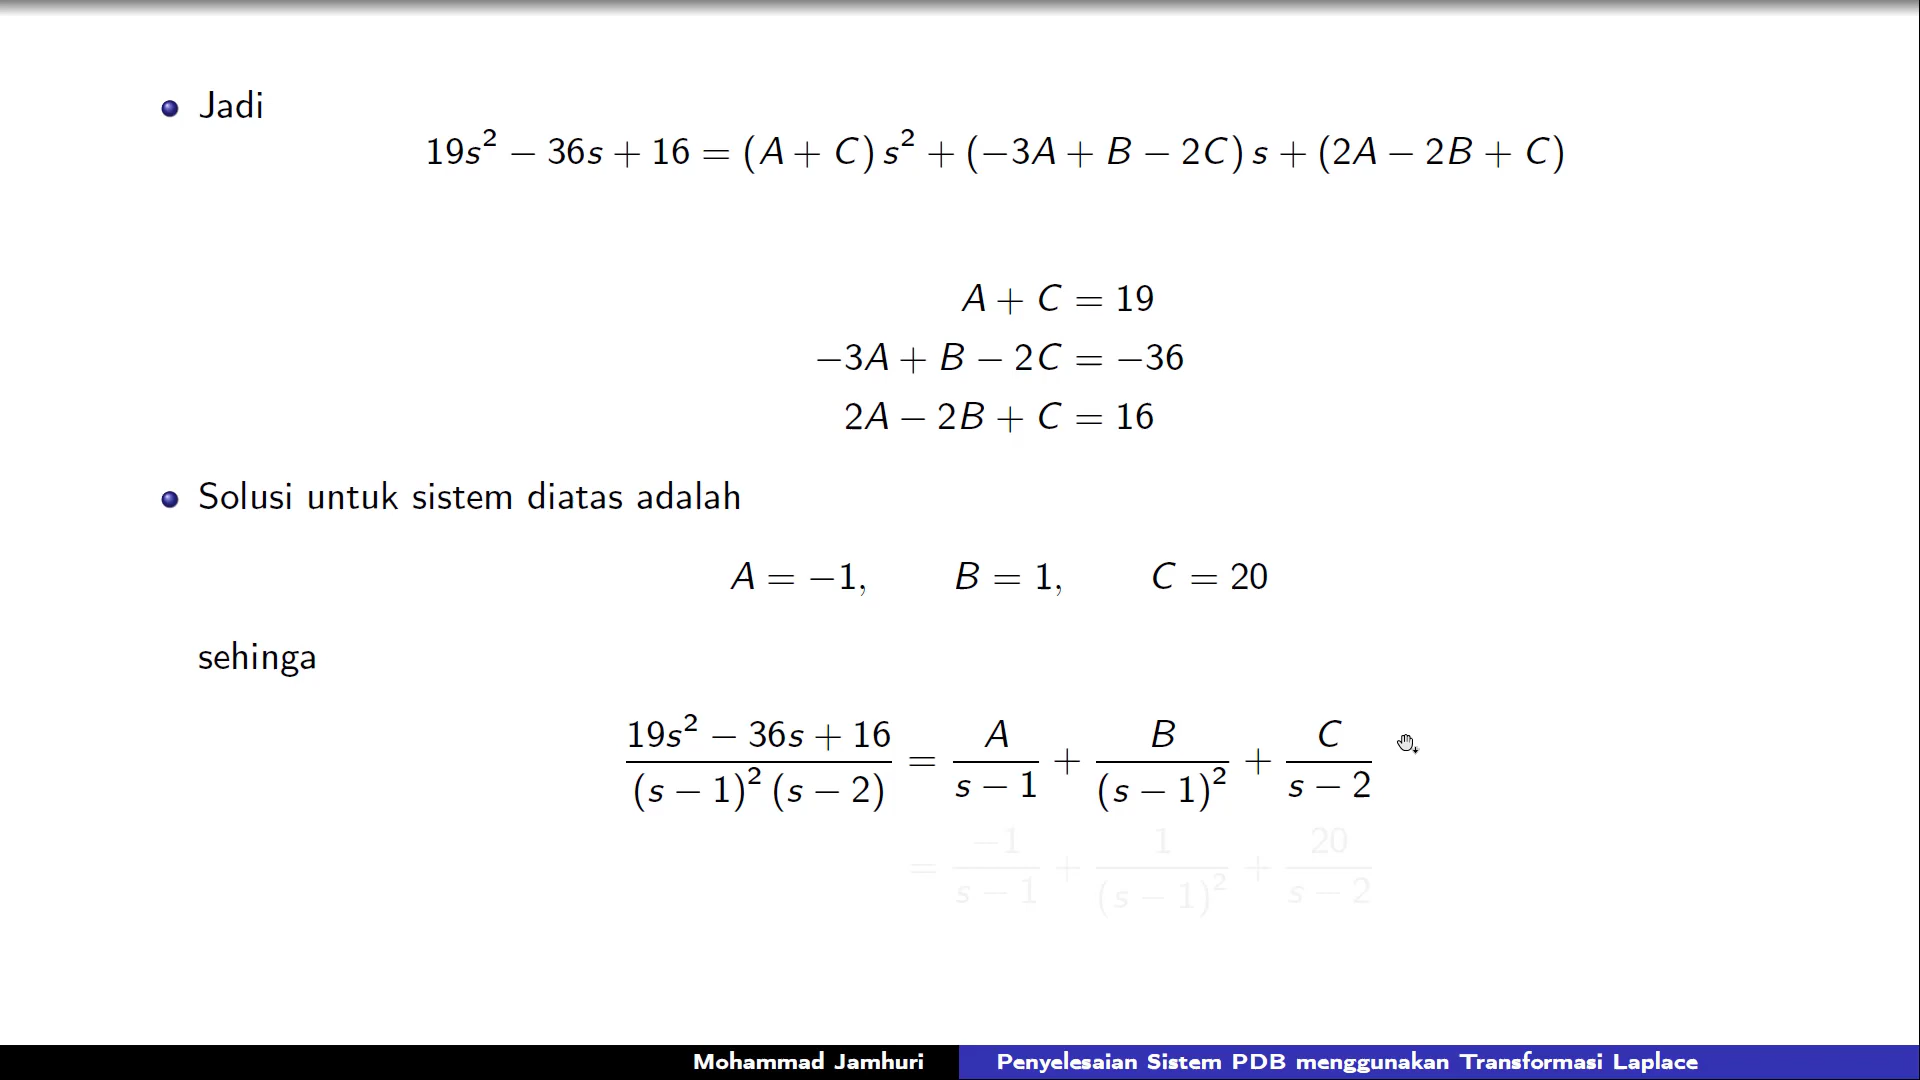 Jadi
19s² − 36s + 16 = (A + C) s² + (−3A + B − 2C) s + (2A − 2B + C)
A + C = 19
−3A + B − 2C = −36
2A − 2B + C = 16
Solusi untuk sistem diatas adalah
A = −1, B = 1, C = 20
sehinga
(19s² − 36s + 16) / ((s − 1)² (s − 2)) = A/(s − 1) + B/(s − 1)² + C/(s − 2)
= −1/(s − 1) + 1/(s − 1)² + 20/(s − 2)
Mohammad Jamhuri Penyelesaian Sistem PDB menggunakan Transformasi Laplace